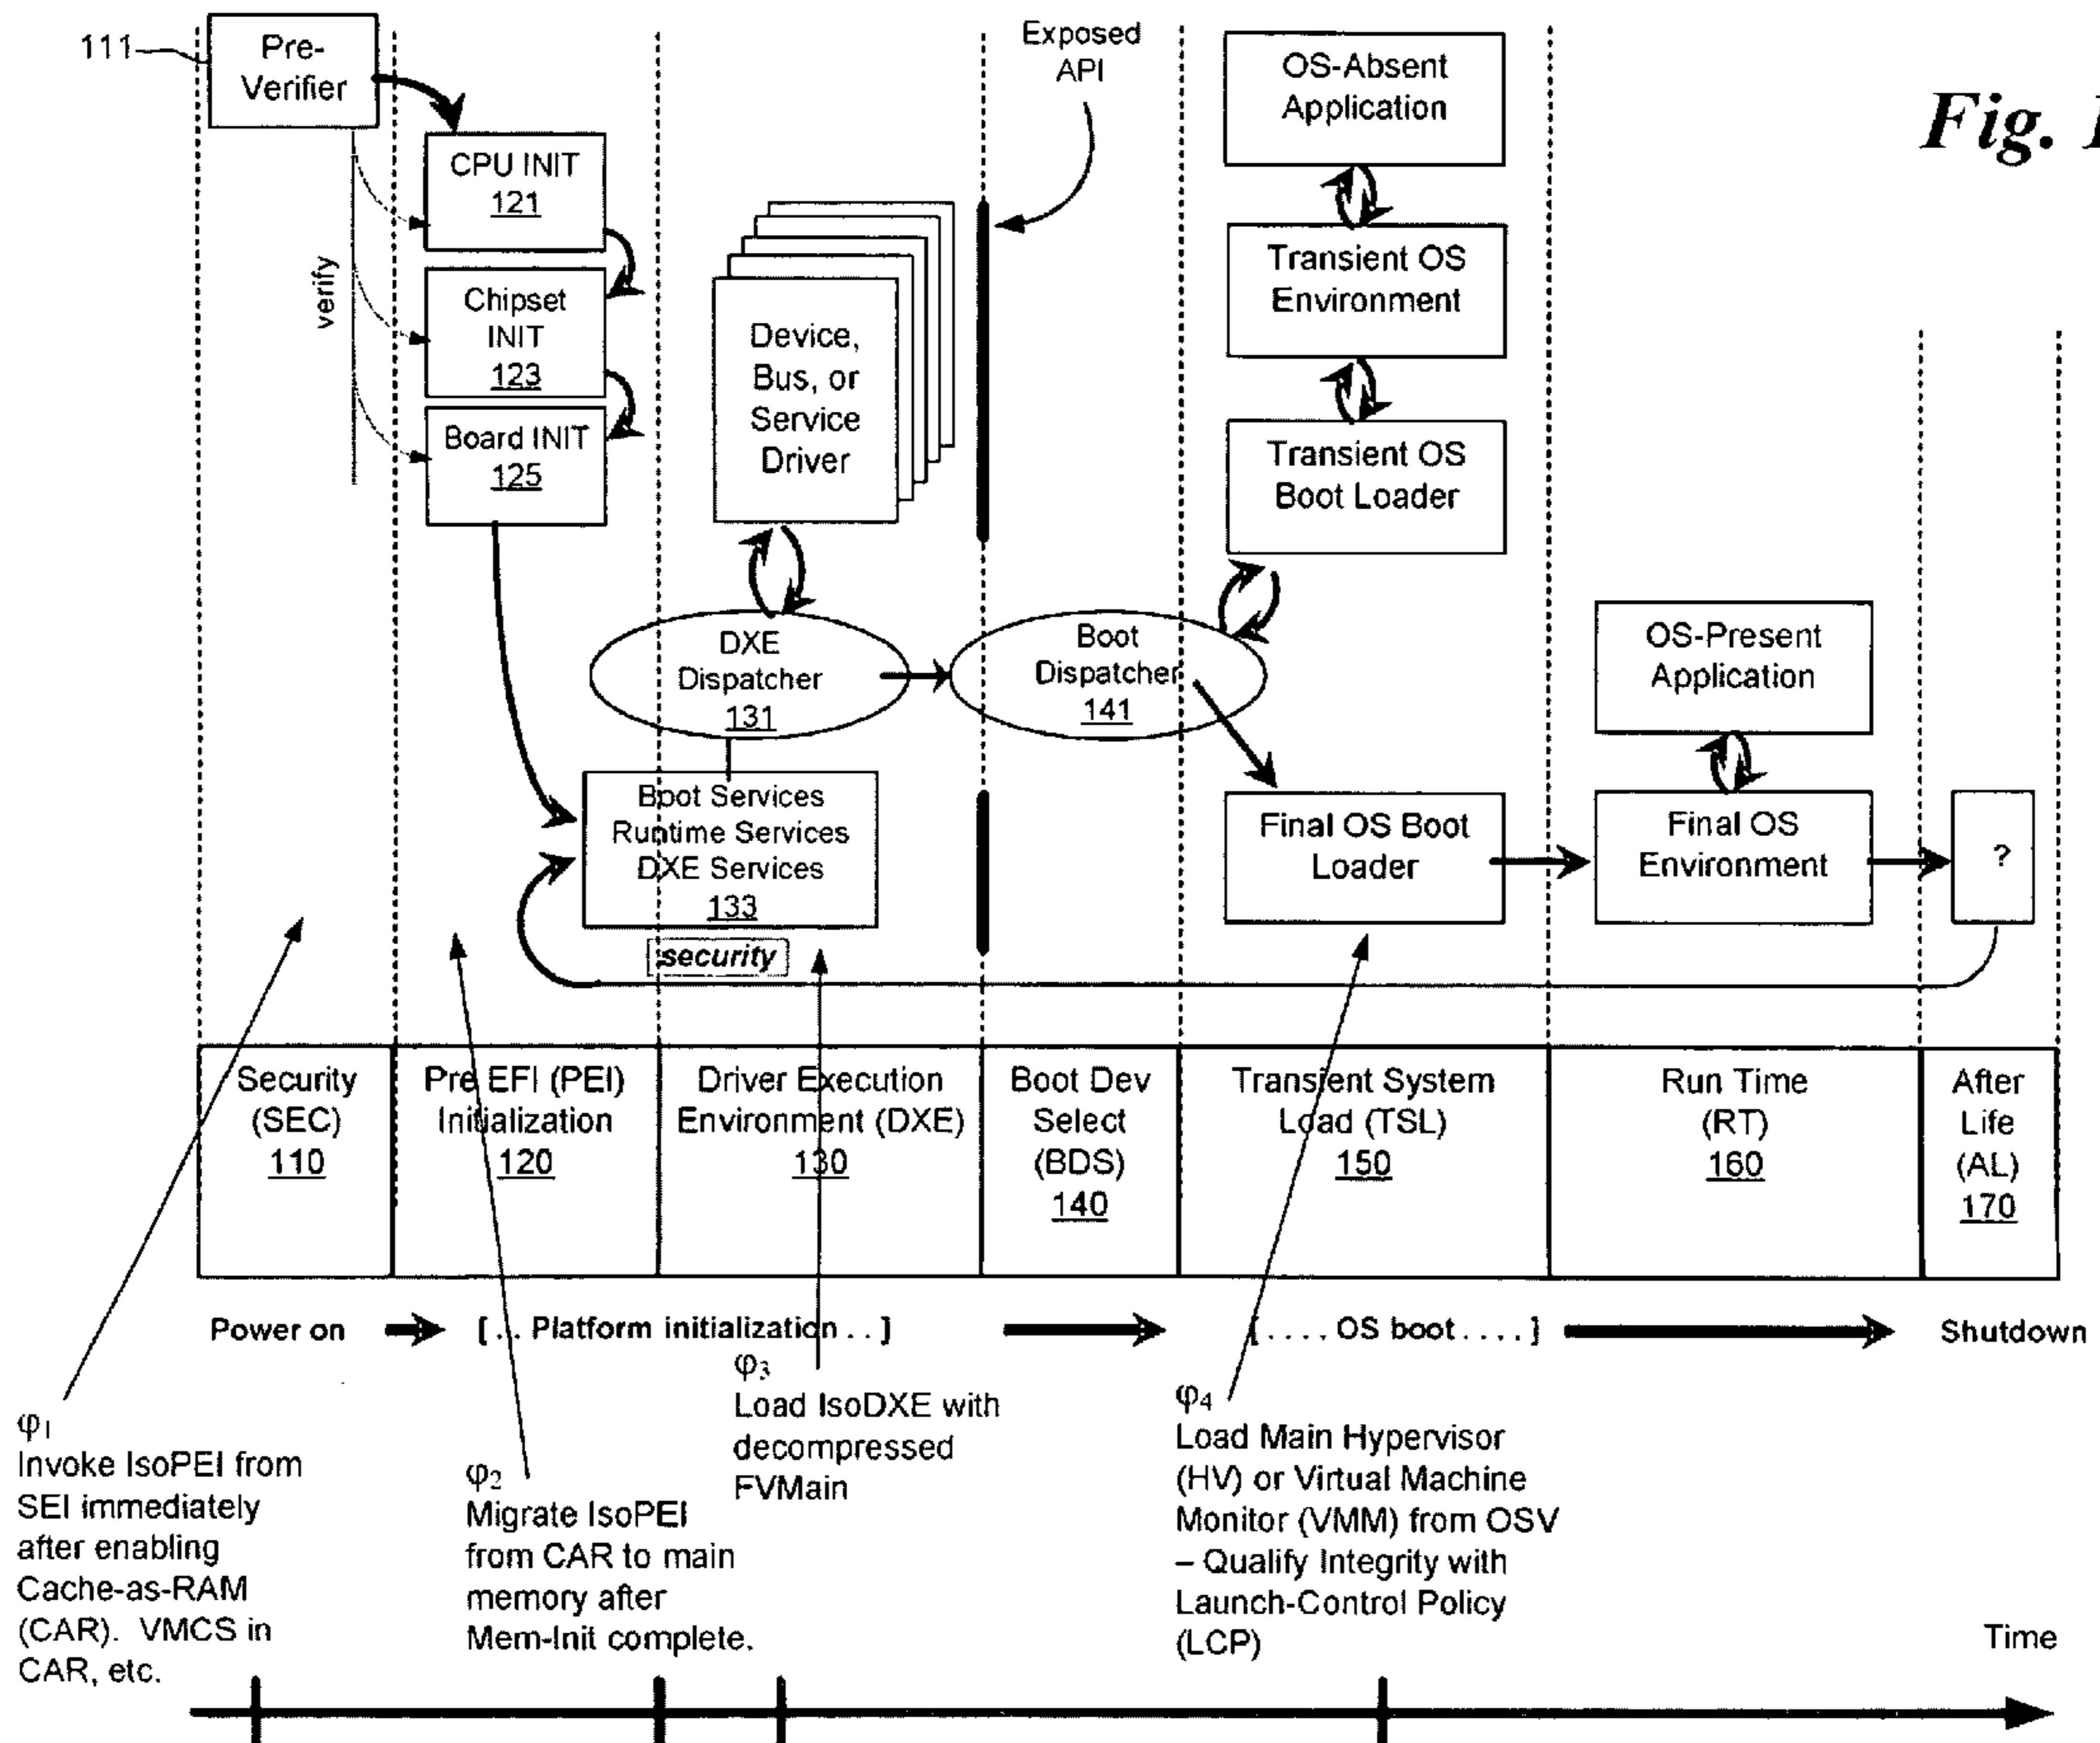 111
Pre-
Verifier
Exposed
API
OS-Absent
Application
Fig.
CPU INIT
121
verify
Chipset
INIT
123
Board INIT
125
Device,
Bus, or
Service
Driver
Transient OS
Environment
Transient OS
Boot Loader
DXE
Dispatcher
131
Boot
Dispatcher
141
OS-Present
Application
Boot Services
Runtime Services
DXE Services
133
security
Final OS Boot
Loader
Final OS
Environment
?
Security
(SEC)
110
Pre EFI (PEI)
Initialization
120
Driver Execution
Environment (DXE)
130
Boot Dev
Select
(BDS)
140
Transient System
Load (TSL)
150
Run Time
(RT)
160
After
Life
(AL)
170
Power on
[ . . Platform initialization . . ]
[ . . . . OS boot . . . . ]
Shutdown
φ1
Invoke IsoPEI from
SEI immediately
after enabling
Cache-as-RAM
(CAR). VMCS in
CAR, etc.
φ2
Migrate IsoPEI
from CAR to main
memory after
Mem-Init complete.
φ3
Load IsoDXE with
decompressed
FVMain
φ4
Load Main Hypervisor
(HV) or Virtual Machine
Monitor (VMM) from OSV
– Qualify Integrity with
Launch-Control Policy
(LCP)
Time